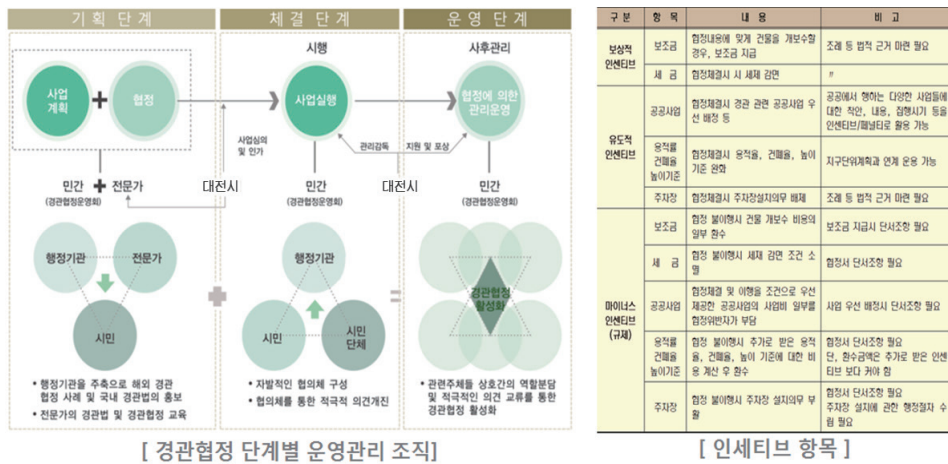 기획단계
체결단계
운영단계
시행
사후관리
사업
계획
+
협정
사업실행
협정에 의한
관리운영
사업심의
및 인가
관리감독
지원 및 포상
민간 + 전문가
(경관협정운영회)
대전시
민간
(경관협정운영회)
대전시
민간
(경관협정운영회)
행정기관
전문가
시민
행정기관
시민
시민
단체
경관협정
활성화
• 행정기관을 주축으로 해외 경관
협정 사례 및 국내 경관법의 홍보
• 전문가의 경관법 및 경관협정 교육
• 자발적인 협의체 구성
• 협의체를 통한 적극적 의견개진
• 관련주체들 상호간의 역할분담
및 적극적인 의견 교류를 통한
경관협정 활성화
[ 경관협정 단계별 운영관리 조직]
구 분 항 목 내 용 비 고
보상적
인센티브
보조금
협정내용에 맞게 건물을 개보수할
경우, 보조금 지급
조례 등 법적 근거 마련 필요
세 금
협정체결시 시 세제 감면
〃
유도적
인센티브
공공사업
협정체결시 경관 관련 공공사업 우
선 배정 등
공공에서 행하는 다양한 사업들에
대한 착안, 내용, 집행시기 등을
인센티브/패널티로 활용 가능
용적률
건폐율
높이기준
협정체결시 용적율, 건폐율, 높이
기준 완화
지구단위계획과 연계 운용 가능
주차장
협정체결시 주차장설치의무 배제
조례 등 법적 근거 마련 필요
마이너스
인센티브
(규제)
보조금
협정 불이행시 건물 개보수 비용의
일부 환수
보조금 지급시 단서조항 필요
세 금
협정 불이행시 세제 감면 조건 소
멸
협정서 단서조항 필요
공공사업
협정체결 및 이행을 조건으로 우선
제공한 공공사업의 사업비 일부를
협정위반자가 부담
사업 우선 배정시 단서조항 필요
용적률
건폐율
높이기준
협정 불이행시 추가로 받은 용적
율, 건폐율, 높이 기준에 대한 비
용 계산 후 환수
협정서 단서조항 필요
단, 환수금액은 추가로 받은 인센
티브 보다 커야 함
주차장
협정 불이행시 주차장 설치의무 부
활
협정서 단서조항 필요
주차장 설치에 관한 행정절차 수
립 필요
[ 인세티브 항목 ]